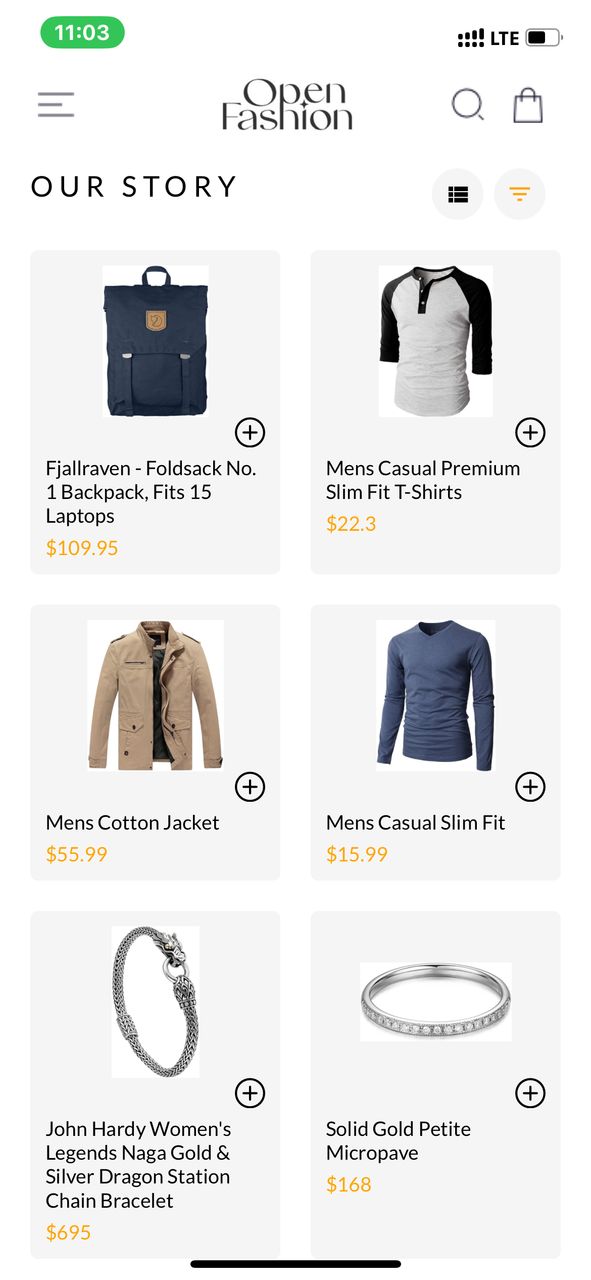 11:03
LTE
Open
Fashion
OUR STORY
Fjallraven - Foldsack No.
1 Backpack, Fits 15
Laptops
$109.95
Mens Casual Premium
Slim Fit T-Shirts
$22.3
Mens Cotton Jacket
$55.99
Mens Casual Slim Fit
$15.99
John Hardy Women's
Legends Naga Gold &
Silver Dragon Station
Chain Bracelet
$695
Solid Gold Petite
Micropave
$168